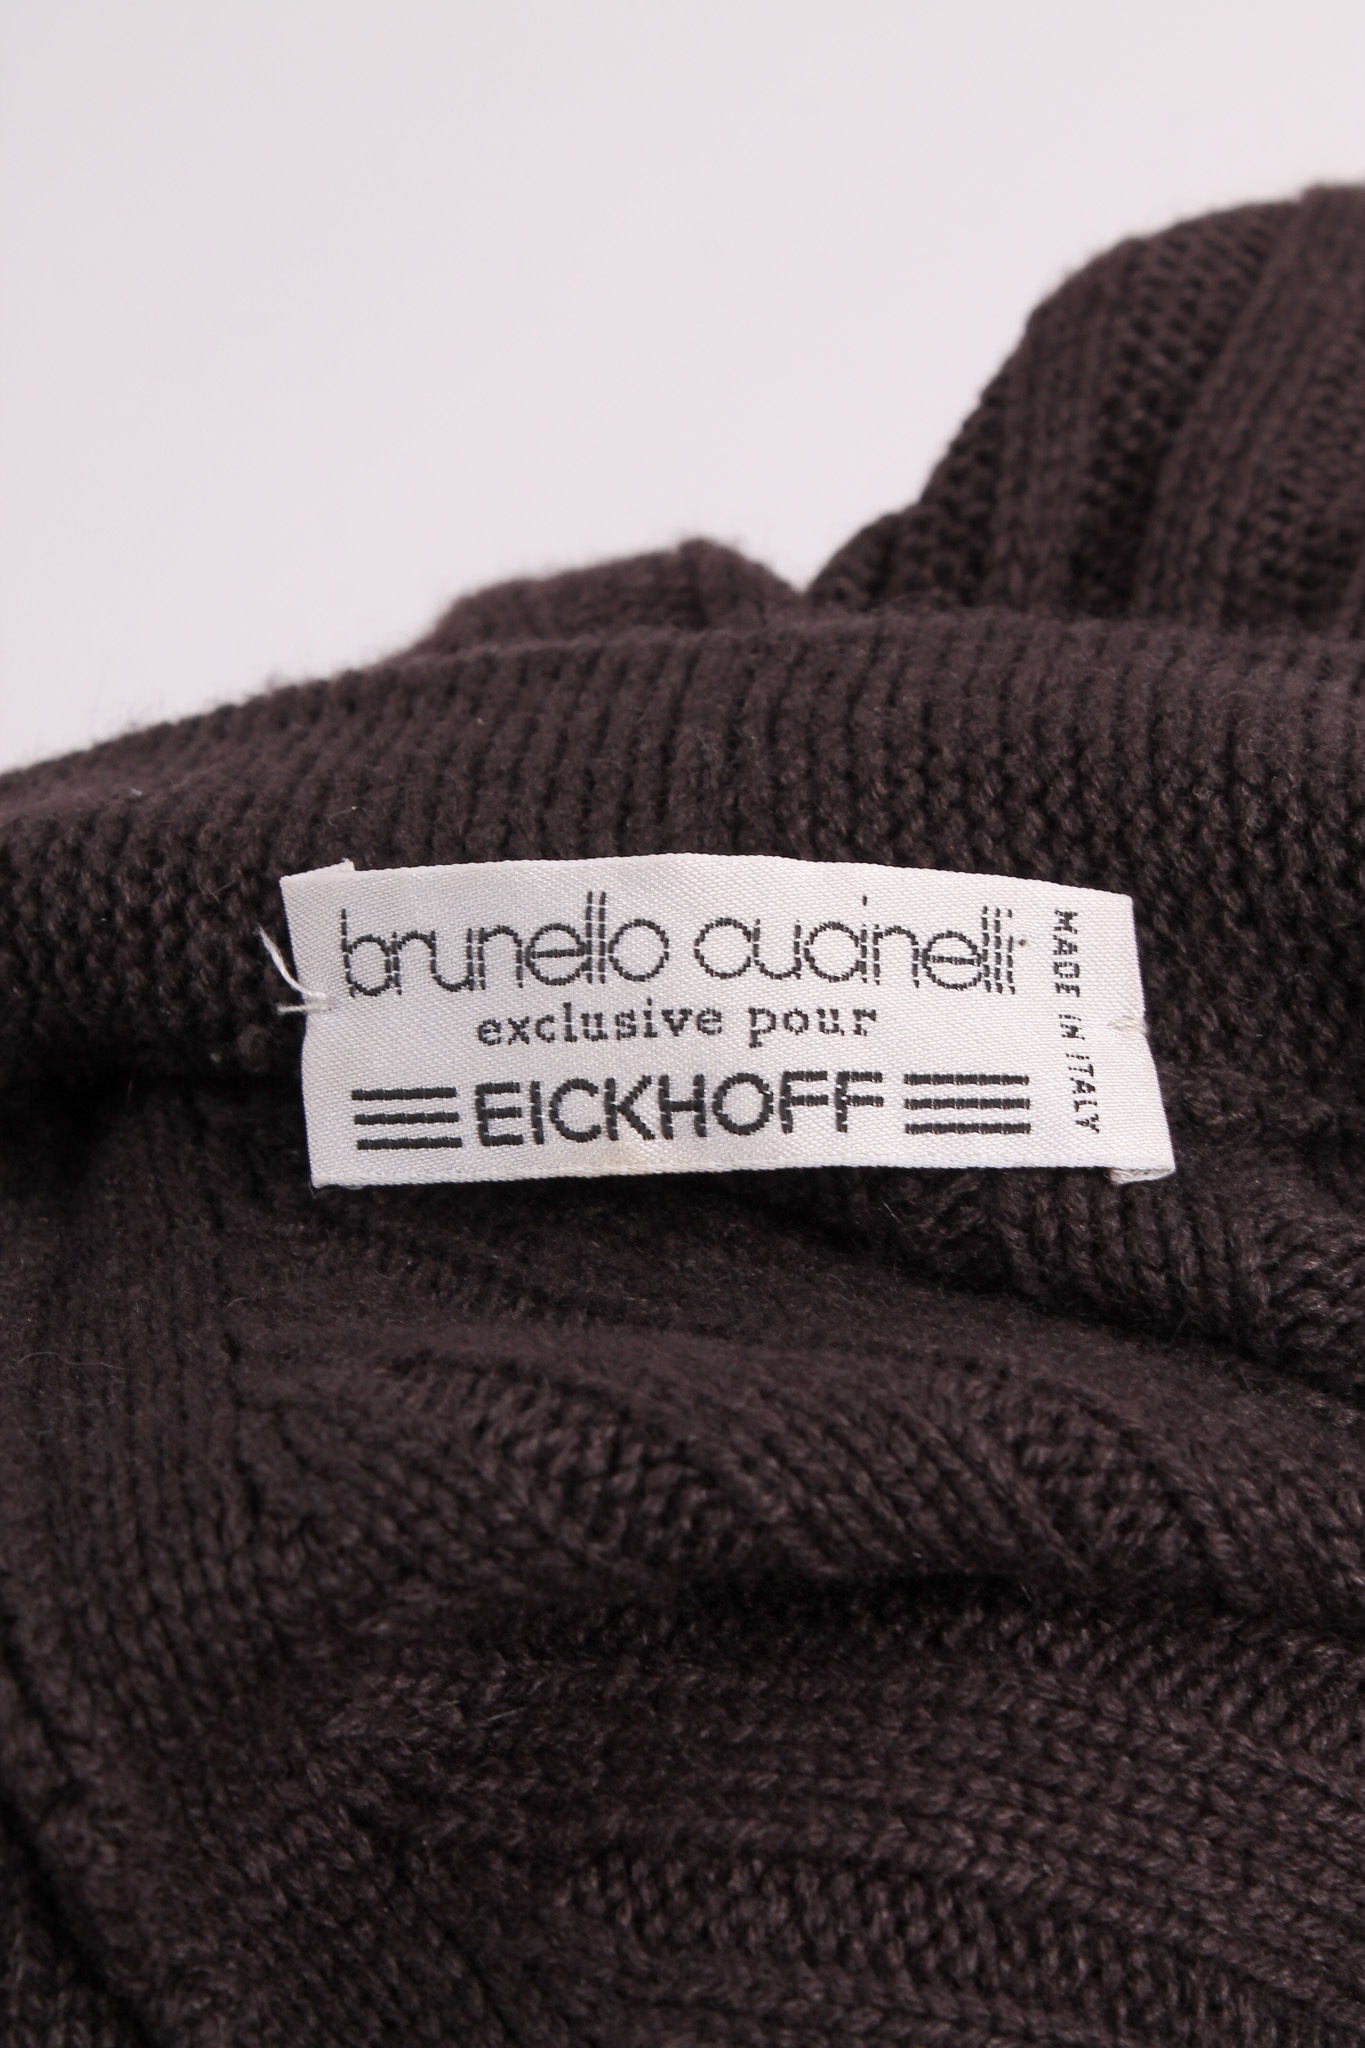 brunello cucinelli
exclusive pour
EICKHOFF
MADE IN ITALY